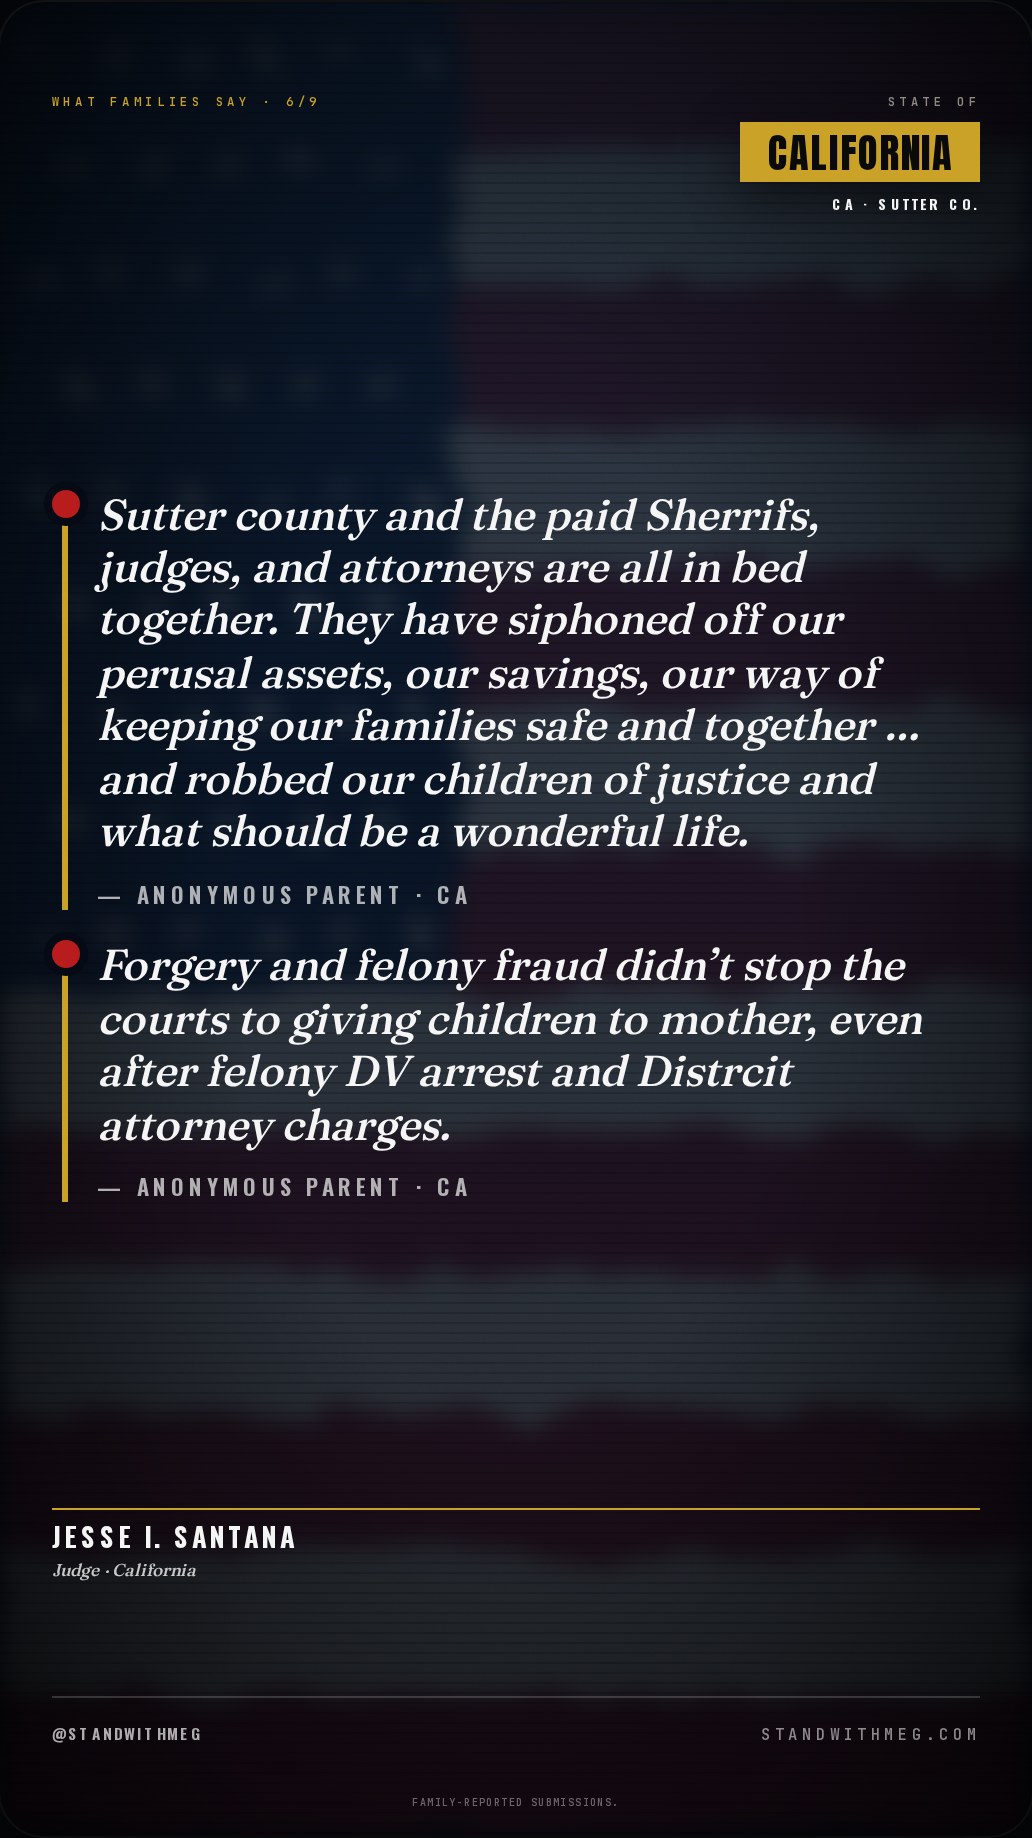 WHAT FAMILIES SAY · 6/9
STATE OF
CALIFORNIA
CA · SUTTER CO.
Sutter county and the paid Sherrifs,
judges, and attorneys are all in bed
together. They have siphoned off our
perusal assets, our savings, our way of
keeping our families safe and together ...
and robbed our children of justice and
what should be a wonderful life.
— ANONYMOUS PARENT · CA
Forgery and felony fraud didn’t stop the
courts to giving children to mother, even
after felony DV arrest and Distrcit
attorney charges.
— ANONYMOUS PARENT · CA
JESSE I. SANTANA
Judge · California
@STANDWITHMEG
STANDWITHMEG.COM
FAMILY-REPORTED SUBMISSIONS.